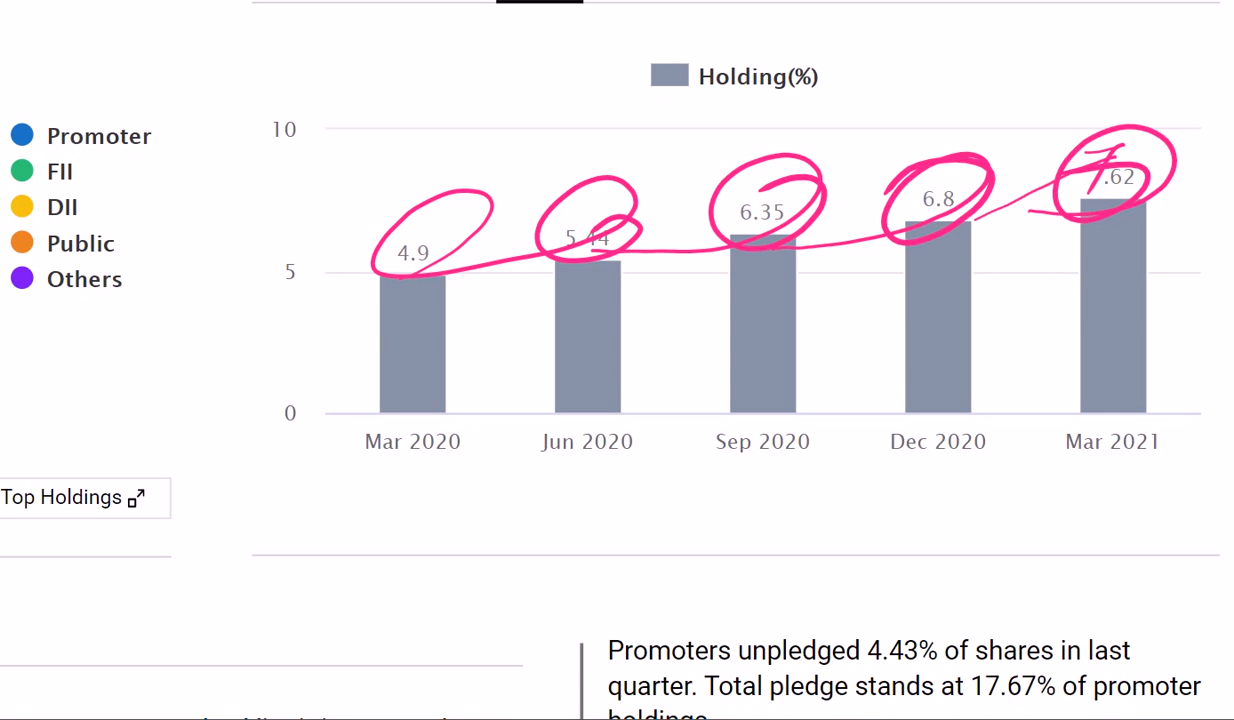 Holding(%)
Promoter
FII
DII
Public
Others
10
5
0
4.9
5.44
6.35
6.8
7.62
Mar 2020
Jun 2020
Sep 2020
Dec 2020
Mar 2021
Top Holdings
Promoters unpledged 4.43% of shares in last
quarter. Total pledge stands at 17.67% of promoter
holdings.